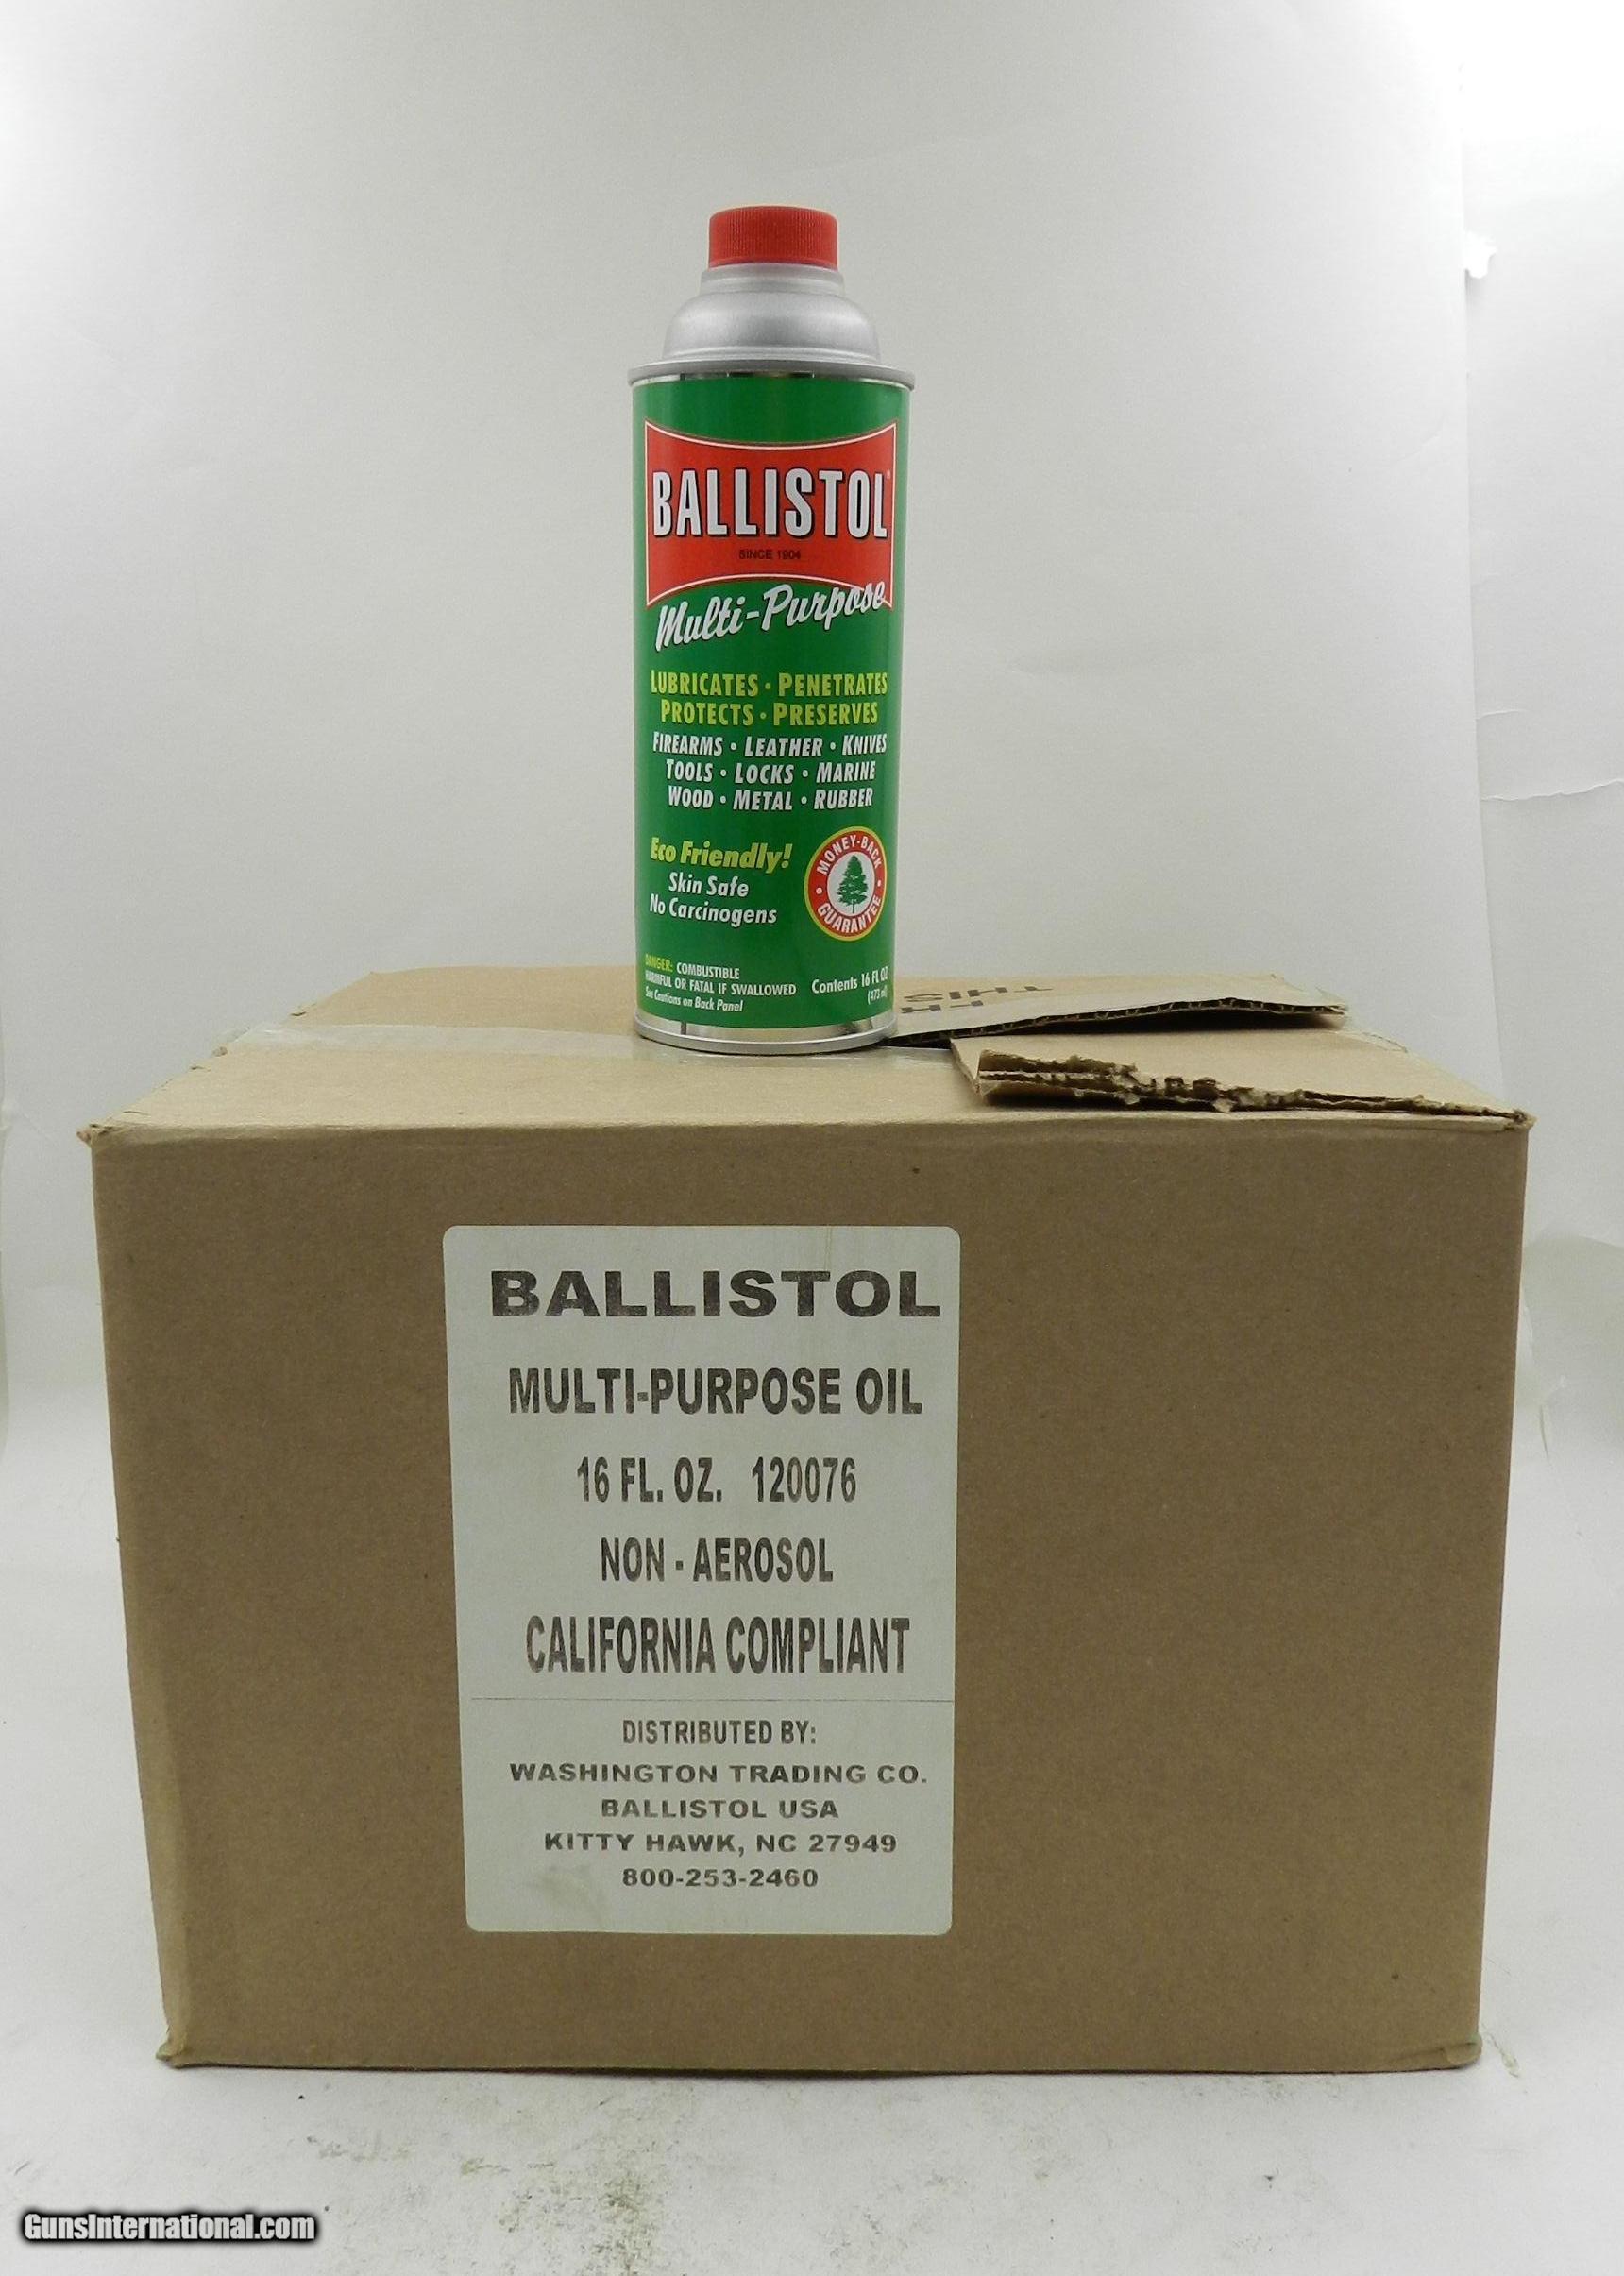 BALLISTOL®
SINCE 1904
Multi-Purpose
LUBRICATES • PENETRATES
PROTECTS • PRESERVES
FIREARMS • LEATHER • KNIVES
TOOLS • LOCKS • MARINE
WOOD • METAL • RUBBER
Eco Friendly!
Skin Safe
No Carcinogens
MONEY-BACK GUARANTEE
DANGER: COMBUSTIBLE
HARMFUL OR FATAL IF SWALLOWED
See Cautions on Back Panel
Contents 16 FL OZ
(473 ml)
THIS
BALLISTOL
MULTI-PURPOSE OIL
16 FL. OZ. 120076
NON - AEROSOL
CALIFORNIA COMPLIANT
DISTRIBUTED BY:
WASHINGTON TRADING CO.
BALLISTOL USA
KITTY HAWK, NC 27949
800-253-2460
GunsInternational.com